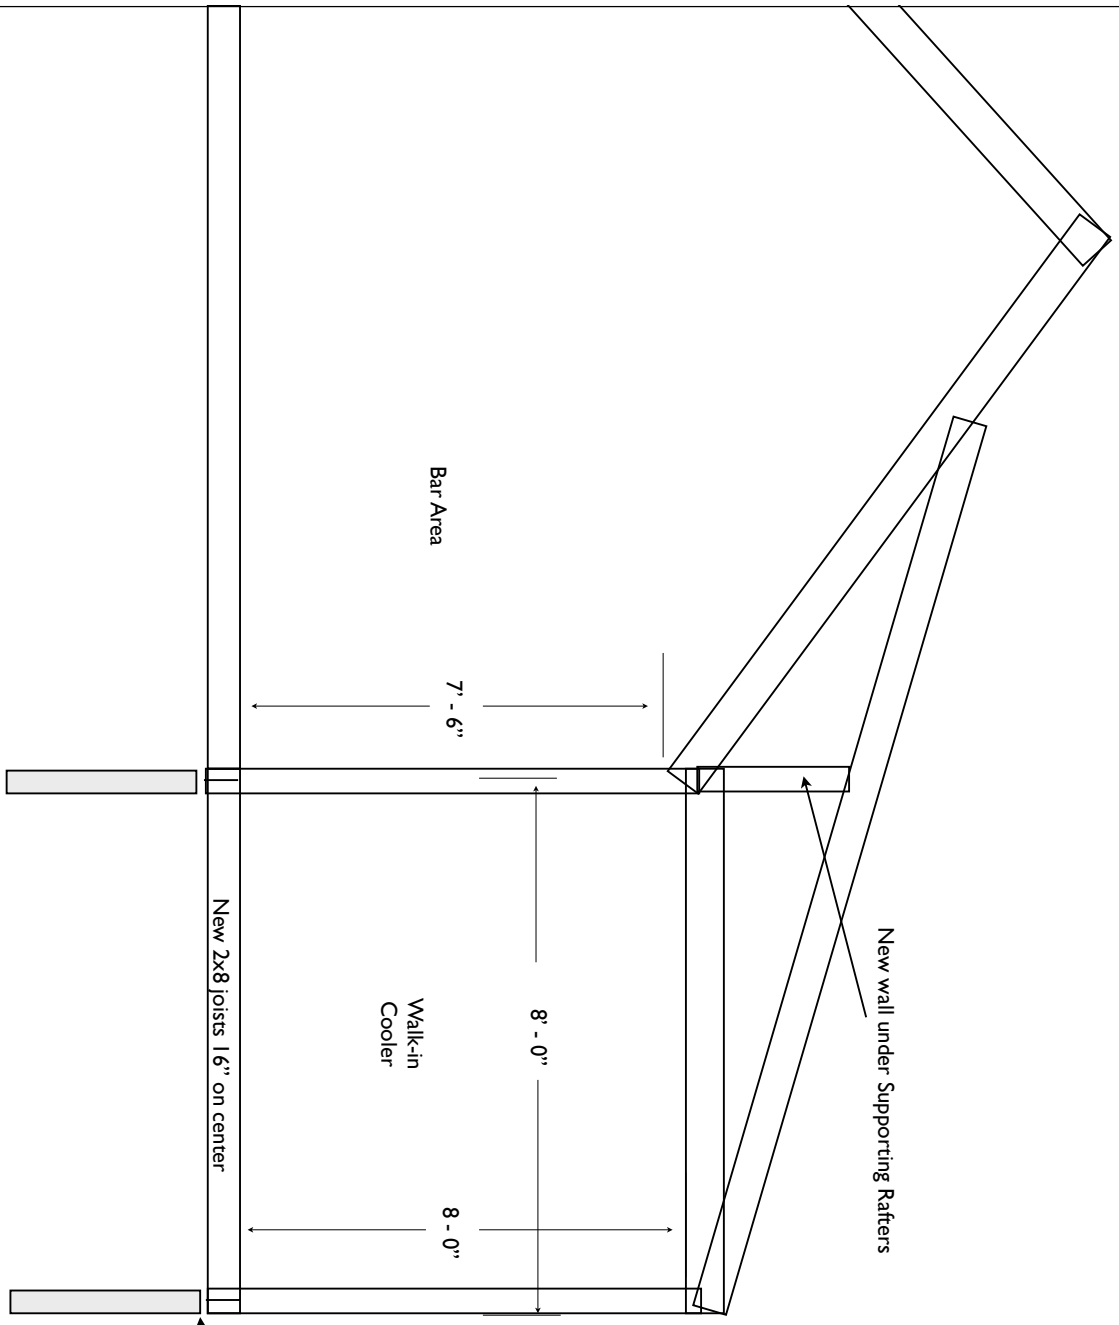 New wall under Supporting Rafters
Bar Area
7' - 6”
8' - 0”
Walk-in
Cooler
8 - 0”
New 2x8 joists 16” on center